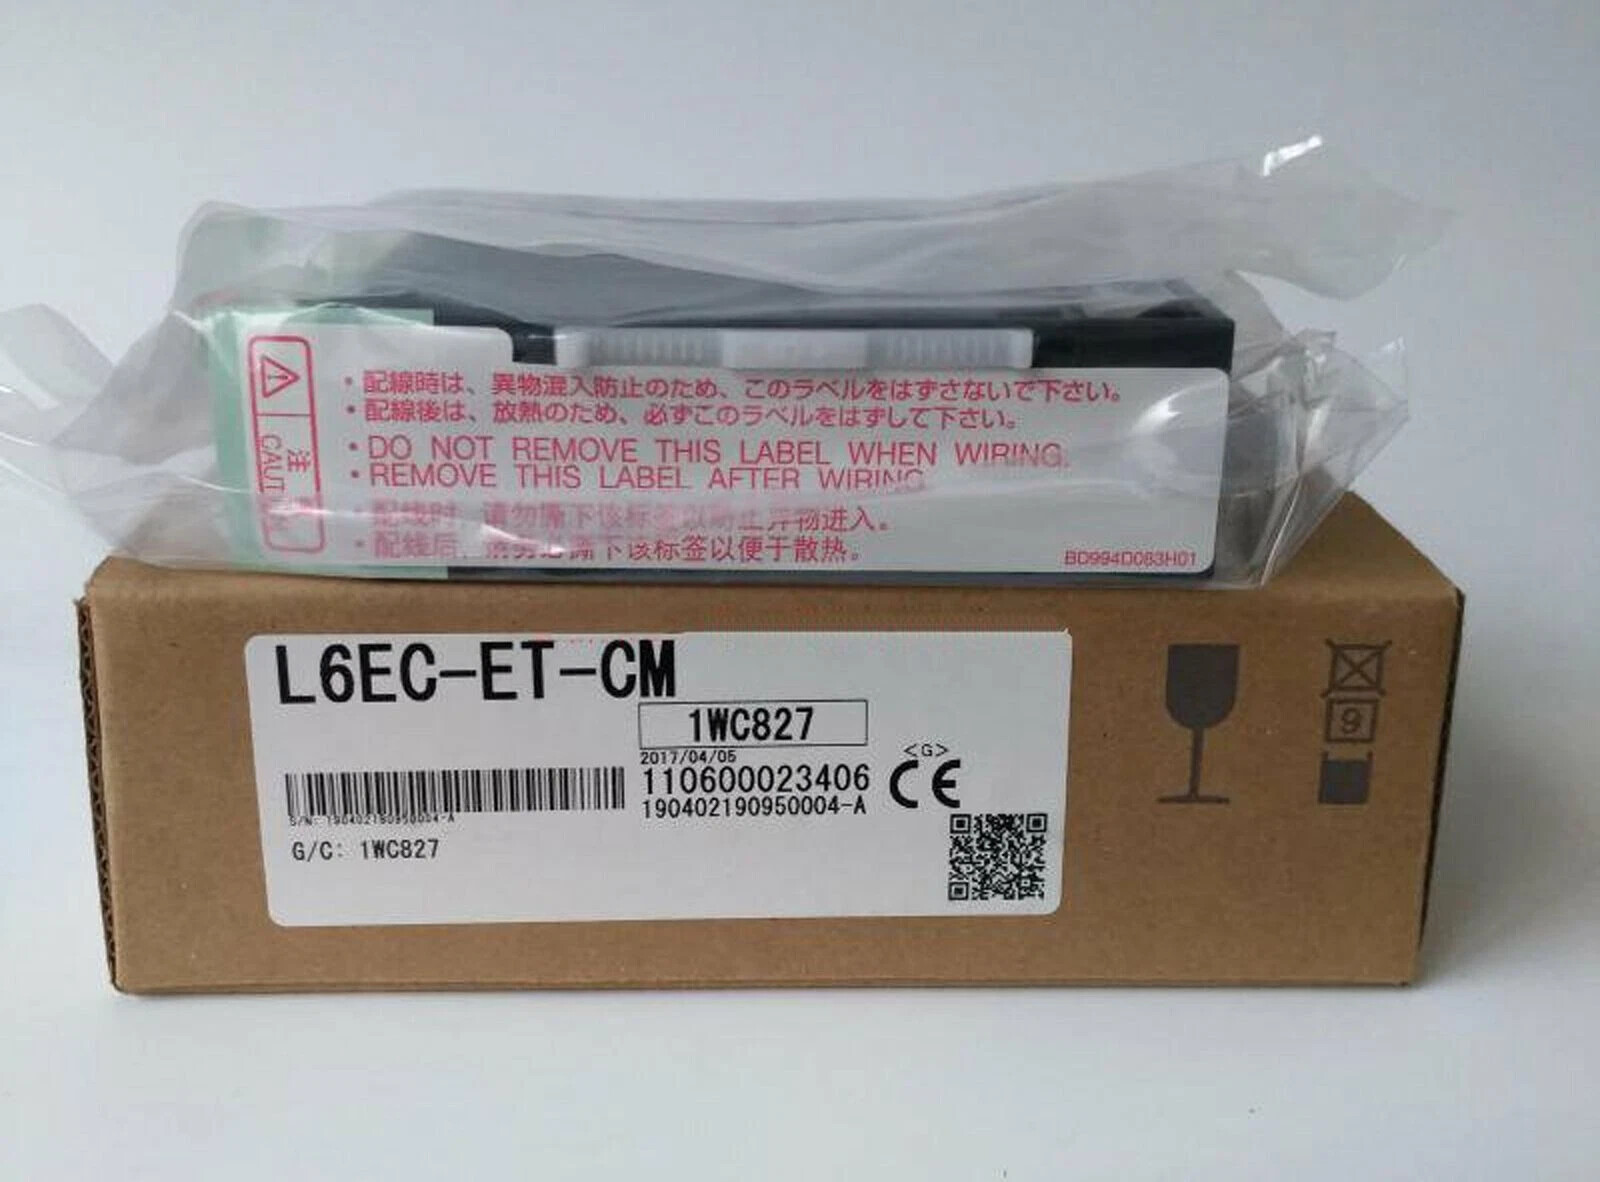 注
CAUTION
・配線時は、異物混入防止のため、このラベルをはずさないで下さい。
・配線後は、放熱のため、必ずこのラベルをはずして下さい。
・DO NOT REMOVE THIS LABEL WHEN WIRING.
・REMOVE THIS LABEL AFTER WIRING
・配线时，请勿撕下该标签以防止异物进入。
・配线后，请务必撕下该标签以便于散热。
BD994D083H01
L6EC-ET-CM
1WC827
2017/04/05
<G>
110600023406
CE
190402190950004-A
S/N: 190402190950004-A
G/C: 1WC827
9